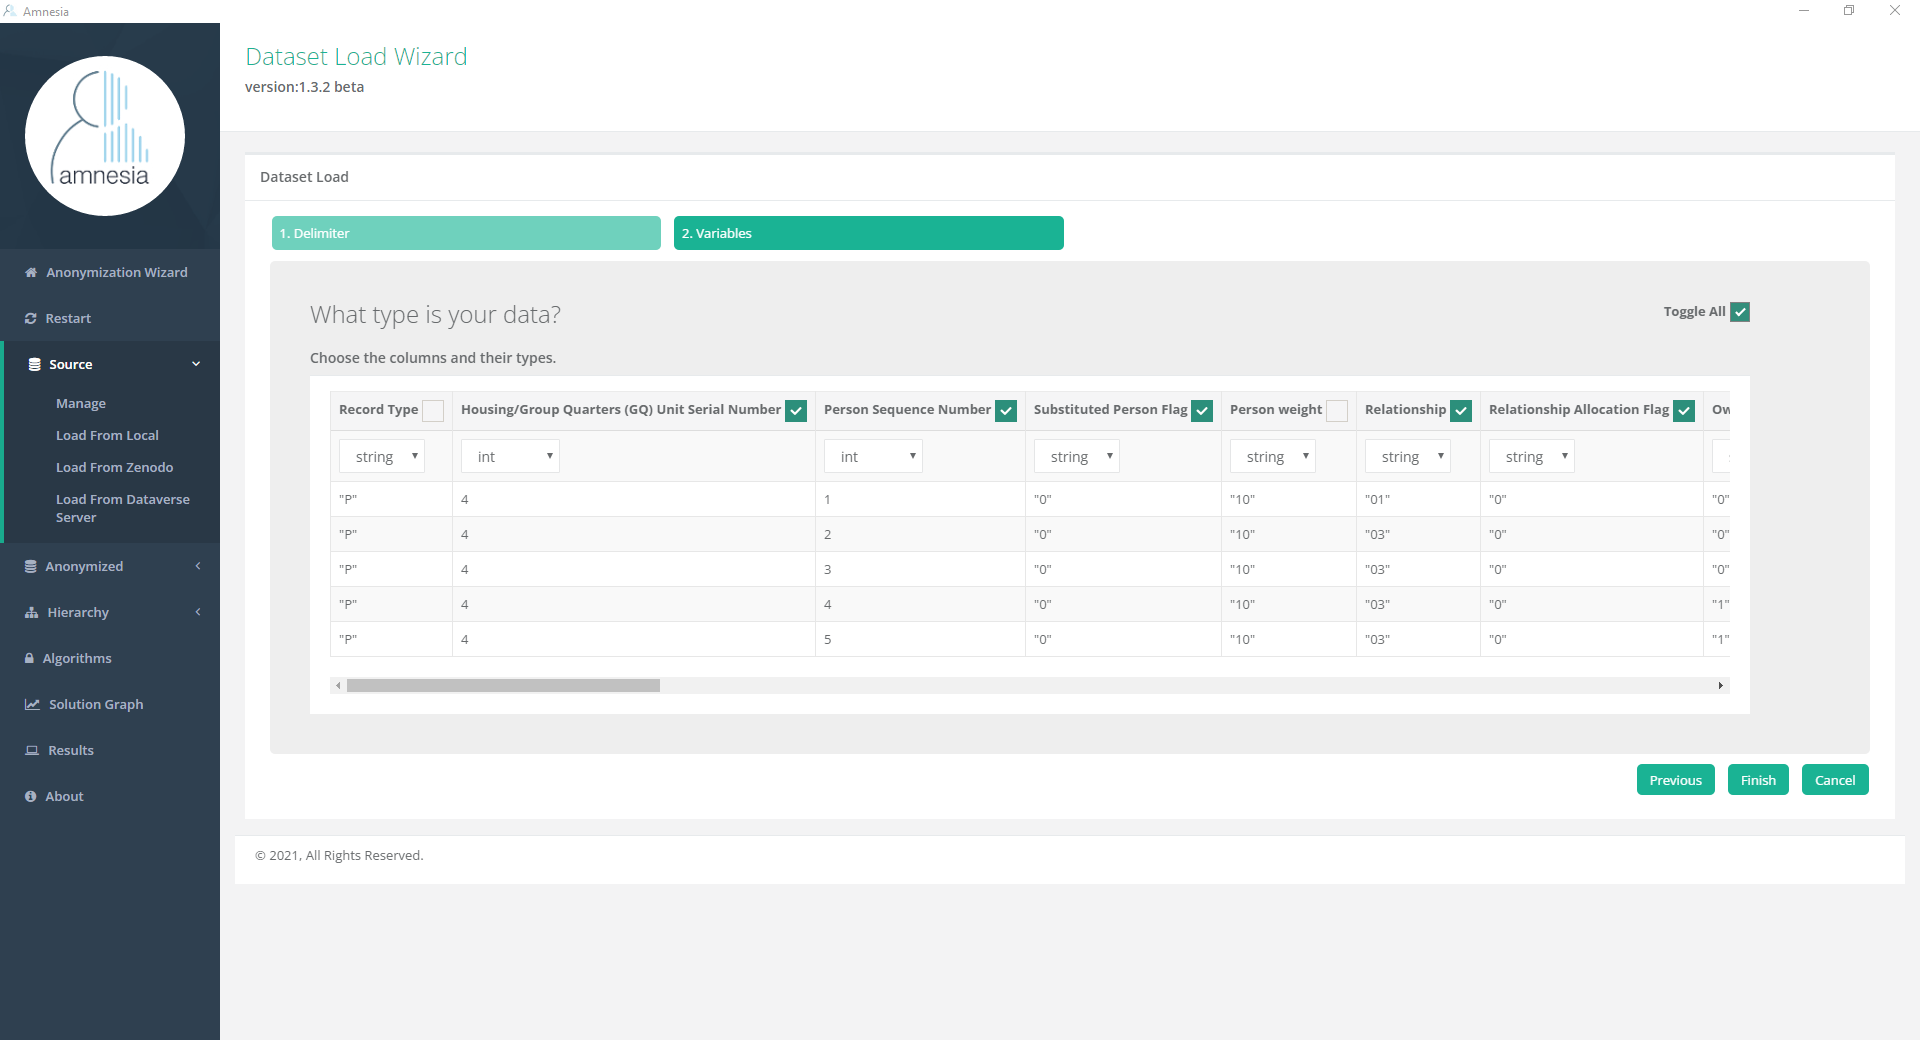 Amnesia
amnesia
Anonymization Wizard
Restart
Source
Manage
Load From Local
Load From Zenodo
Load From Dataverse
Server
Anonymized
Hierarchy
Algorithms
Solution Graph
Results
About
Dataset Load Wizard
version:1.3.2 beta
Dataset Load
1. Delimiter 2. Variables
What type is your data?
Toggle All
Choose the columns and their types.
Record Type Housing/Group Quarters (GQ) Unit Serial Number Person Sequence Number Substituted Person Flag Person weight Relationship Relationship Allocation Flag Ow
string int int string string string string
"P" 4 1 "0" "10" "01" "0" "0"
"P" 4 2 "0" "10" "03" "0" "0"
"P" 4 3 "0" "10" "03" "0" "0"
"P" 4 4 "0" "10" "03" "0" "1"
"P" 4 5 "0" "10" "03" "0" "1"
Previous Finish Cancel
© 2021, All Rights Reserved.